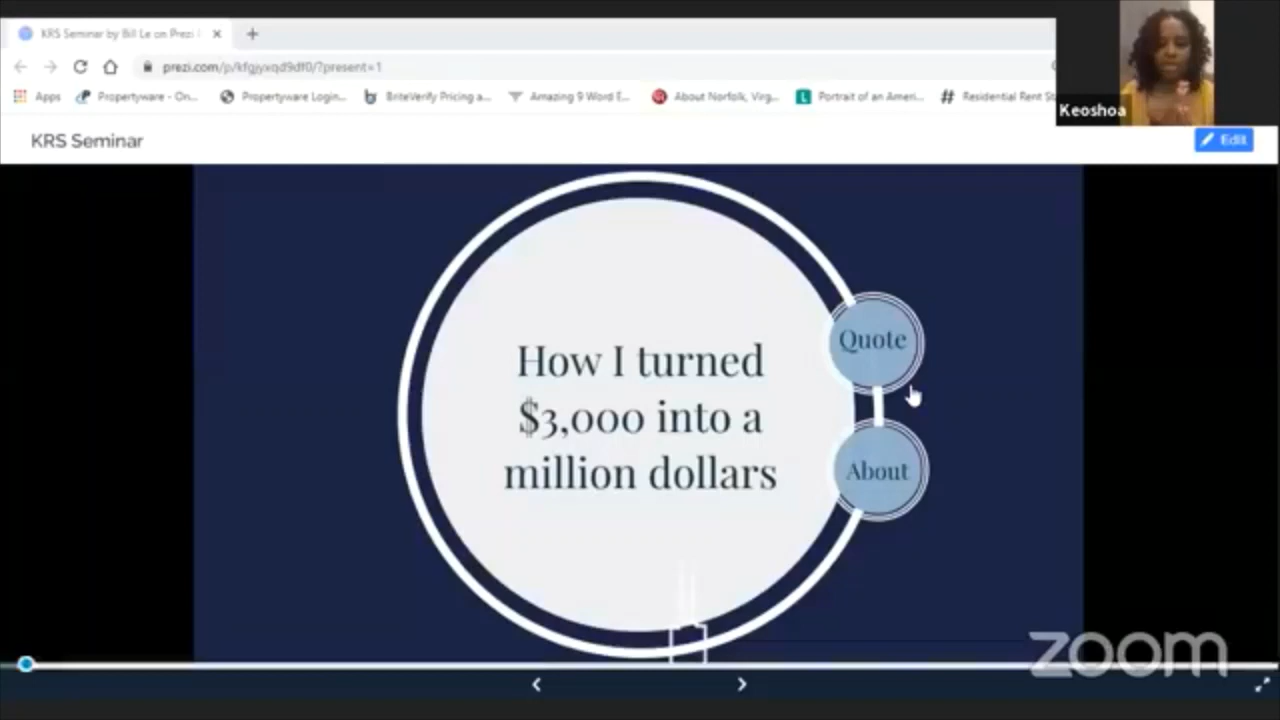 KRS Seminar by Bill Le on Prezi
prezi.com/p/kfgjyxqd9df0/?present=1
Apps
Propertyware - On...
Propertyware Login...
BriteVerify Pricing a...
Amazing 9 Word E...
About Norfolk, Virg...
Portrait of an Ameri...
Residential Rent St
Keoshoa
KRS Seminar
Edit
How I turned
$3,000 into a
million dollars
Quote
About
zoom